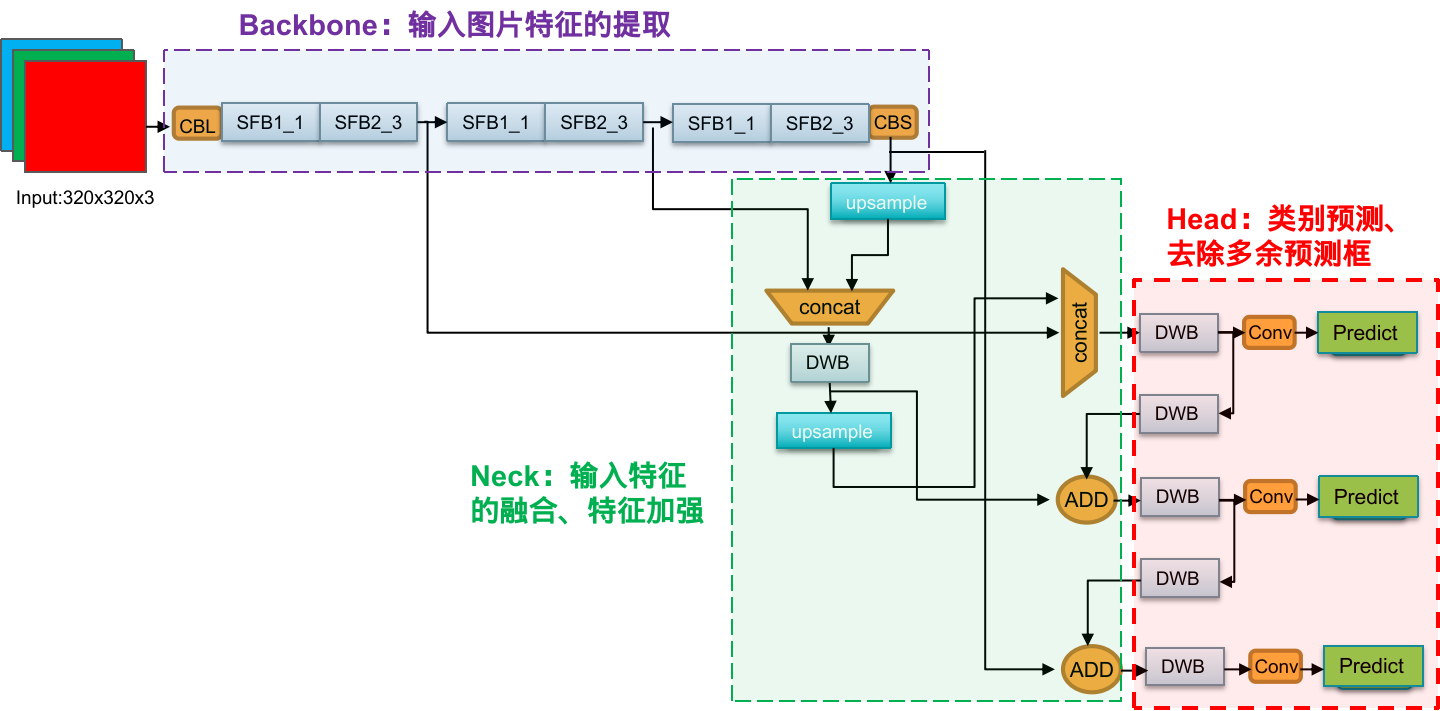 Backbone：输入图片特征的提取
CBL
SFB1_1
SFB2_3
SFB1_1
SFB2_3
SFB1_1
SFB2_3
CBS
Input:320x320x3
upsample
Head：类别预测、
去除多余预测框
concat
concat
DWB
Conv
Predict
DWB
DWB
upsample
Neck：输入特征
的融合、特征加强
ADD
DWB
Conv
Predict
DWB
ADD
DWB
Conv
Predict